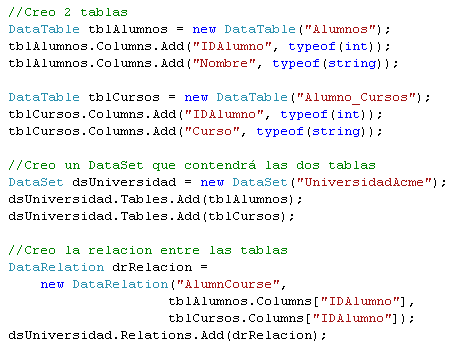 //Creo 2 tablas
DataTable tblAlumnos = new DataTable("Alumnos");
tblAlumnos.Columns.Add("IDAlumno", typeof(int));
tblAlumnos.Columns.Add("Nombre", typeof(string));

DataTable tblCursos = new DataTable("Alumno_Cursos");
tblCursos.Columns.Add("IDAlumno", typeof(int));
tblCursos.Columns.Add("Curso", typeof(string));

//Creo un DataSet que contendrá las dos tablas
DataSet dsUniversidad = new DataSet("UniversidadAcme");
dsUniversidad.Tables.Add(tblAlumnos);
dsUniversidad.Tables.Add(tblCursos);

//Creo la relacion entre las tablas
DataRelation drRelacion =
    new DataRelation("AlumnCourse",
                    tblAlumnos.Columns["IDAlumno"],
                    tblCursos.Columns["IDAlumno"]);
dsUniversidad.Relations.Add(drRelacion);